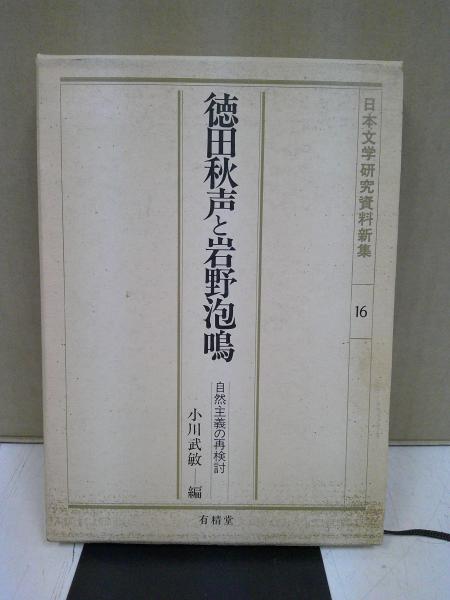 日本文学研究資料新集
16
徳田秋声と岩野泡鳴
自然主義の再検討
小川武敏 編
有精堂